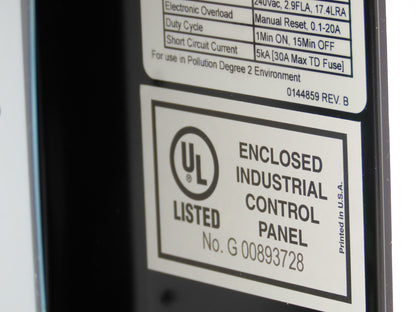 240Vac, 2.9FLA, 17.4LRA
Electronic Overload Manual Reset, 0.1-20A
Duty Cycle 1Min ON, 15Min OFF
Short Circuit Current 5kA [30A Max TD Fuse]
For use in Pollution Degree 2 Environment
0144859 REV. B
UL
®
LISTED
ENCLOSED
INDUSTRIAL
CONTROL
PANEL
No. G 00893728
Printed in U.S.A.